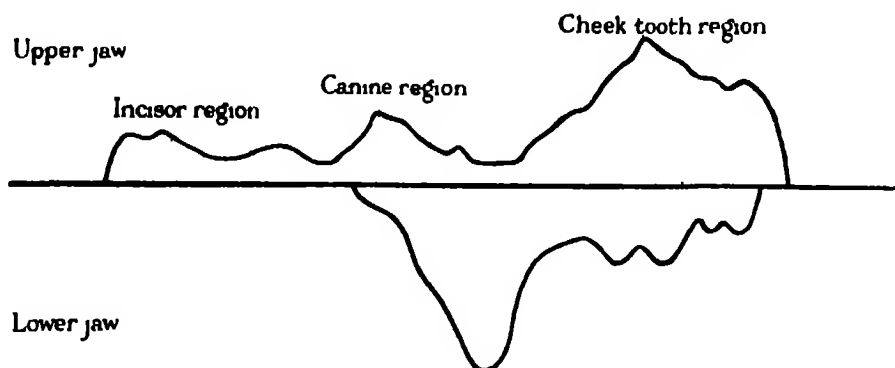 Cheek tooth region
Upper jaw
Canine region
Incisor region
Lower jaw